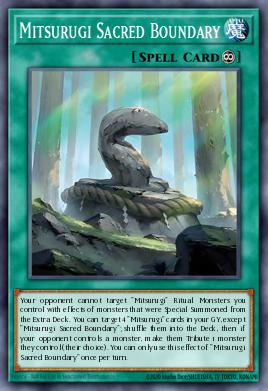 Mitsurugi Sacred Boundary
魔
[Spell Card]
Your opponent cannot target "Mitsurugi" Ritual Monsters you
control with effects of monsters that were Special Summoned from
the Extra Deck. You can target 4 "Mitsurugi" cards in your GY, except
"Mitsurugi Sacred Boundary"; shuffle them into the Deck, then if
your opponent controls a monster, make them Tribute 1 monster
they control (their choice). You can only use this effect of "Mitsurugi
Sacred Boundary" once per turn.